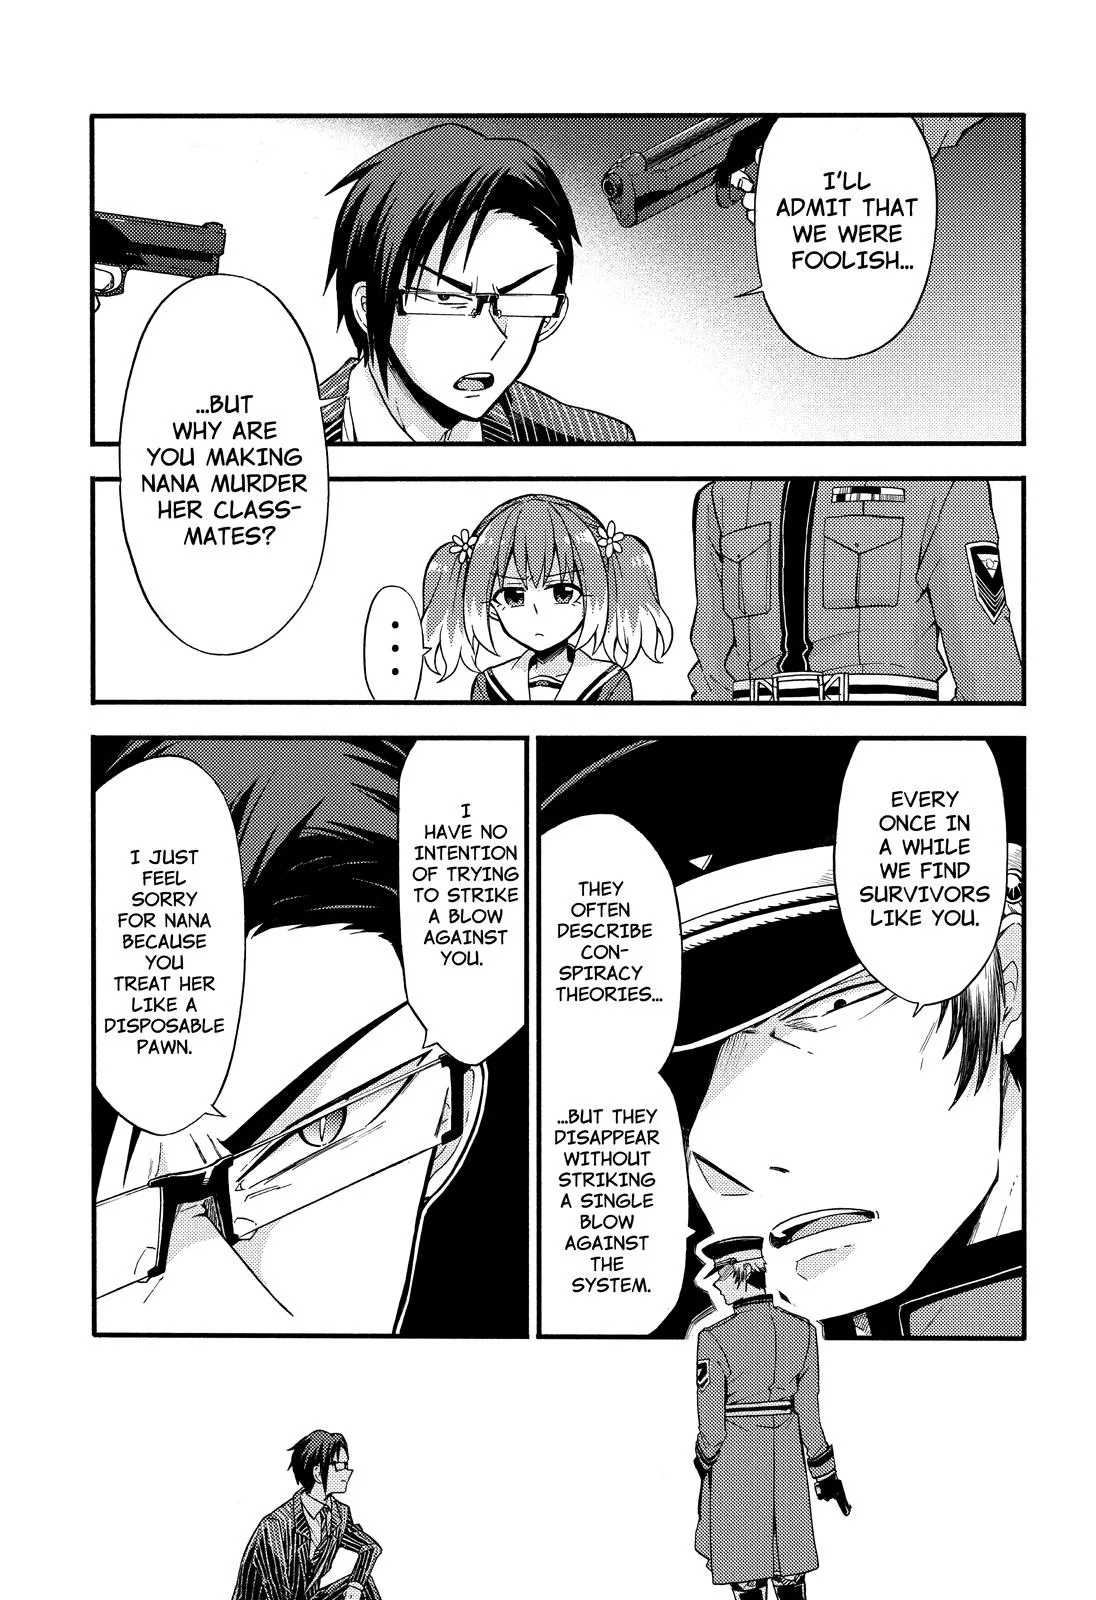 I'LL
ADMIT THAT
WE WERE
FOOLISH...
...BUT
WHY ARE
YOU MAKING
NANA MURDER
HER CLASS-
MATES?
...
EVERY
ONCE IN
A WHILE
WE FIND
SURVIVORS
LIKE YOU.
THEY
OFTEN
DESCRIBE
CON-
SPIRACY
THEORIES...
...BUT THEY
DISAPPEAR
WITHOUT
STRIKING
A SINGLE
BLOW
AGAINST
THE
SYSTEM.
I
HAVE NO
INTENTION
OF TRYING
TO STRIKE
A BLOW
AGAINST
YOU.
I JUST
FEEL
SORRY
FOR NANA
BECAUSE
YOU
TREAT HER
LIKE A
DISPOSABLE
PAWN.